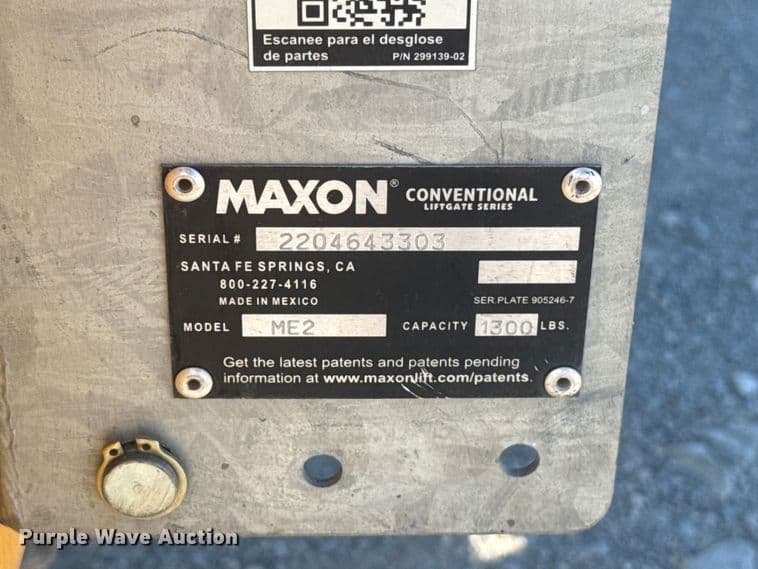 Escanee para el desglose
de partes P/N 299139-02
MAXON® CONVENTIONAL
LIFTGATE SERIES
SERIAL # 2204643303
SANTA FE SPRINGS, CA
800-227-4116
MADE IN MEXICO SER.PLATE 905246-7
MODEL ME2 CAPACITY 1300 LBS.
Get the latest patents and patents pending
information at www.maxonlift.com/patents.
Purple Wave Auction